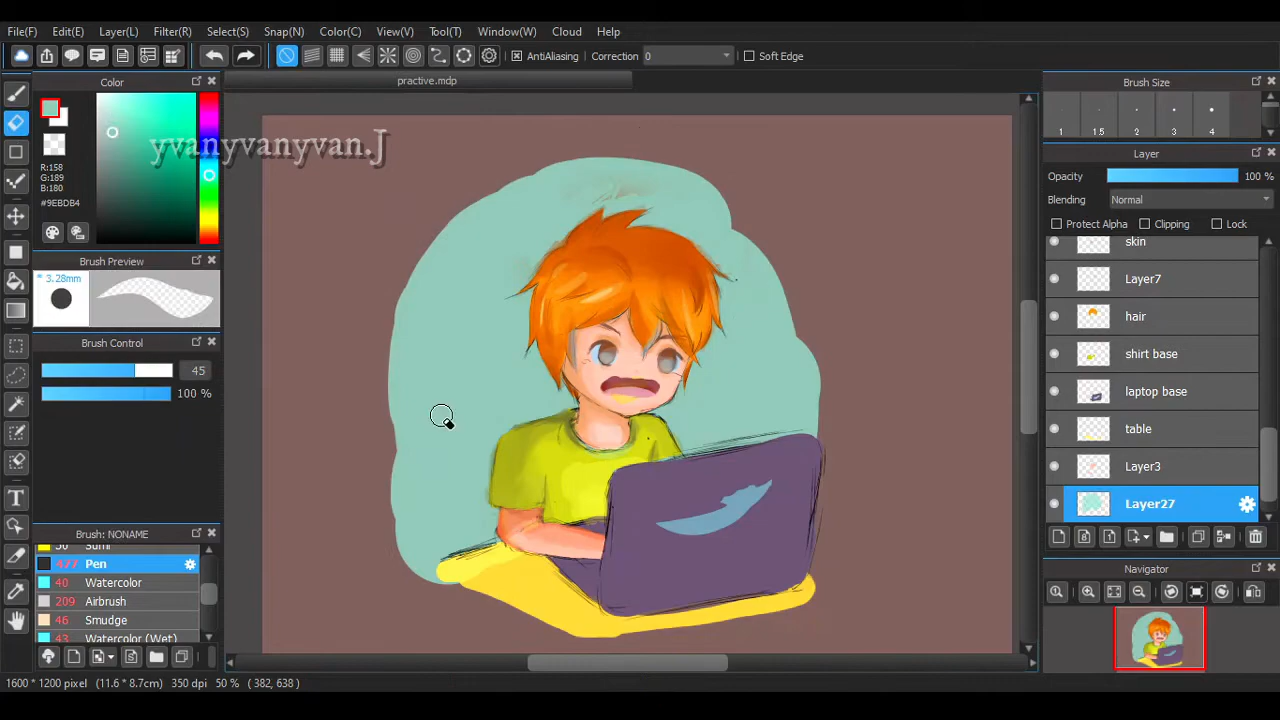 File(F) Edit(E) Layer(L) Filter(R) Select(S) Snap(N) Color(C) View(V) Tool(T) Window(W) Cloud Help
AntiAliasing Correction 0 Soft Edge
Color
practive.mdp
yvanyvanyvan.J
R:158
G:189
B:180
#9EBDB4
Brush Preview
* 3.28mm
Brush Control
45
100 %
Brush: NONAME
50 Sumi
477 Pen
40 Watercolor
209 Airbrush
46 Smudge
43 Watercolor (Wet)
Brush Size
1 1.5 2 3 4
Layer
Opacity 100 %
Blending Normal
Protect Alpha Clipping Lock
skin
Layer7
hair
shirt base
laptop base
table
Layer3
Layer27
Navigator
1600 * 1200 pixel (11.6 * 8.7cm) 350 dpi 50 % ( 382, 638 )